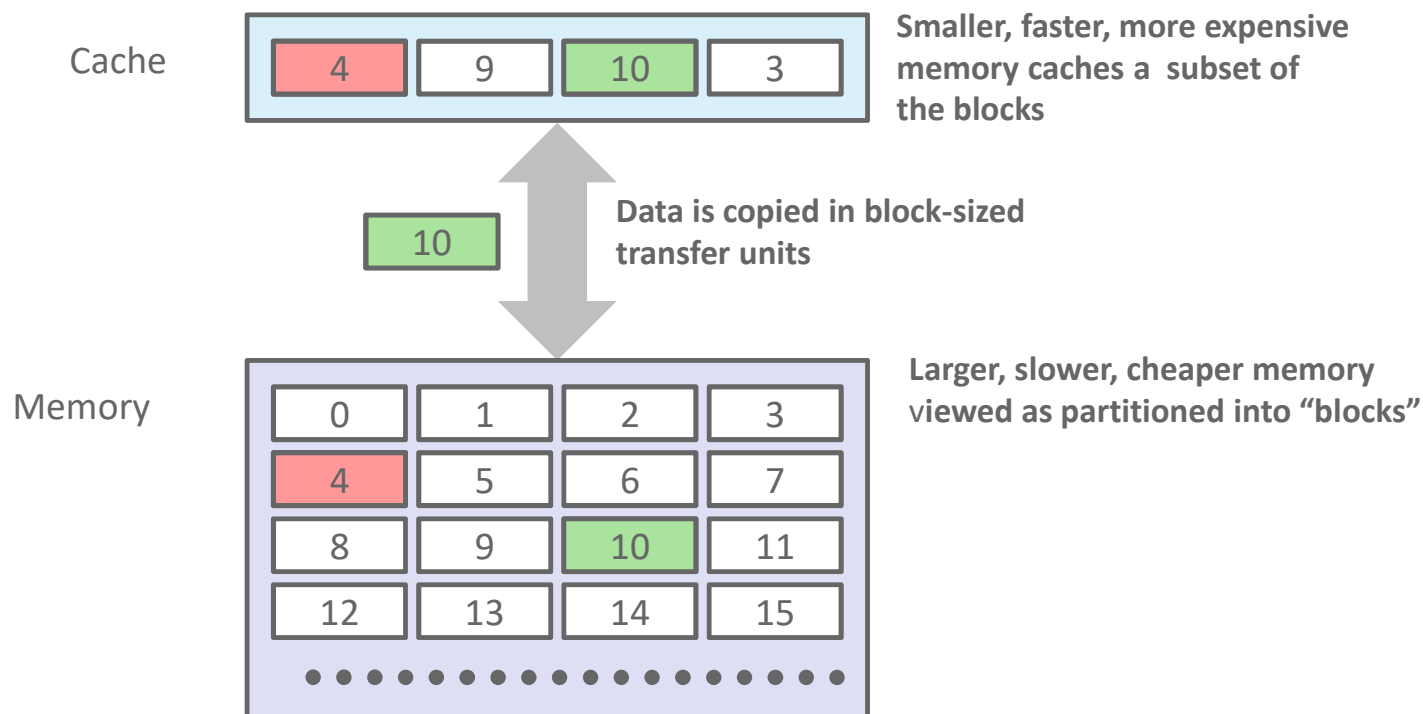 Cache
4 9 10 3
Smaller, faster, more expensive
memory caches a  subset of
the blocks
10
Data is copied in block-sized
transfer units
Memory
0 1 2 3
4 5 6 7
8 9 10 11
12 13 14 15
Larger, slower, cheaper memory
viewed as partitioned into “blocks”